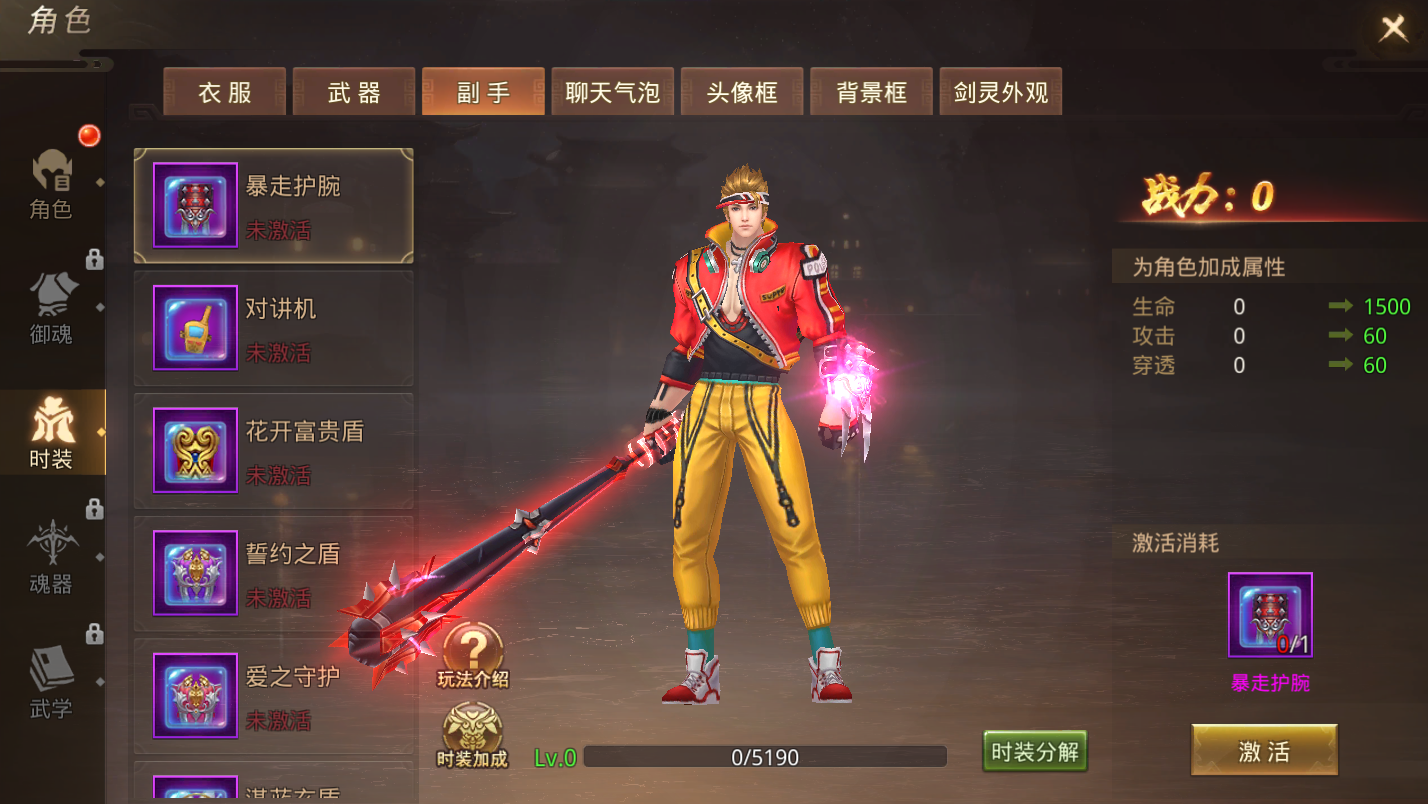 角色
衣服
武器
副手
聊天气泡
头像框
背景框
剑灵外观
角色
御魂
时装
魂器
武学
暴走护腕
未激活
对讲机
未激活
花开富贵盾
未激活
誓约之盾
未激活
爱之守护
未激活
玩法介绍
时装加成
Lv.0
0/5190
时装分解
战力：0
为角色加成属性
生命 0 1500
攻击 0 60
穿透 0 60
激活消耗
0/1
暴走护腕
激活